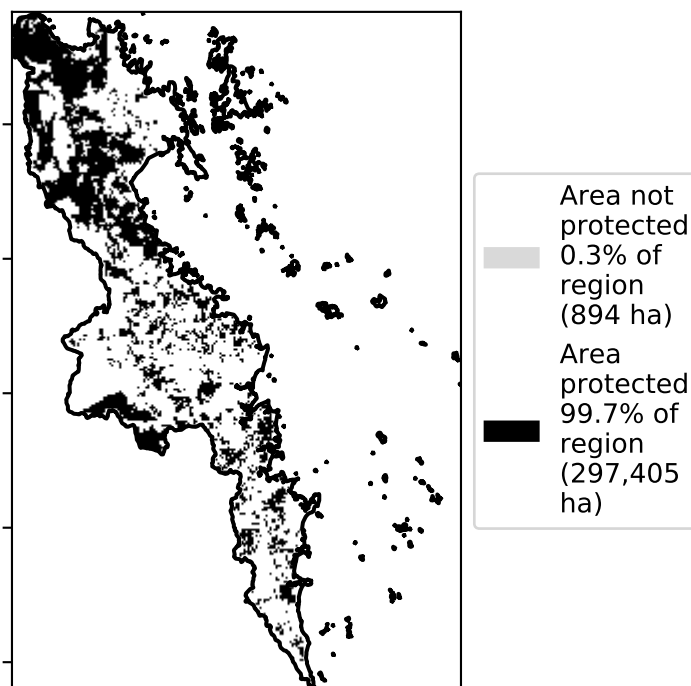 Area not
protected
0.3% of
region
(894 ha)
Area
protected
99.7% of
region
(297,405
ha)